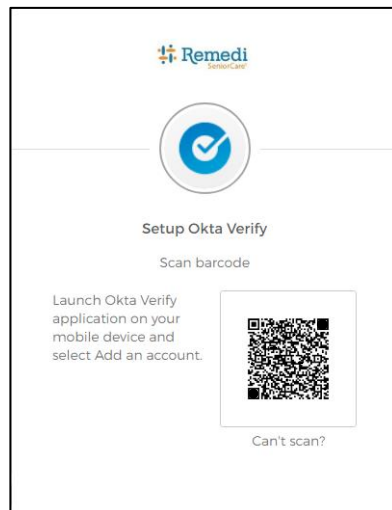 Remedi
SeniorCare®
Setup Okta Verify
Scan barcode
Launch Okta Verify
application on your
mobile device and
select Add an account.
Can't scan?